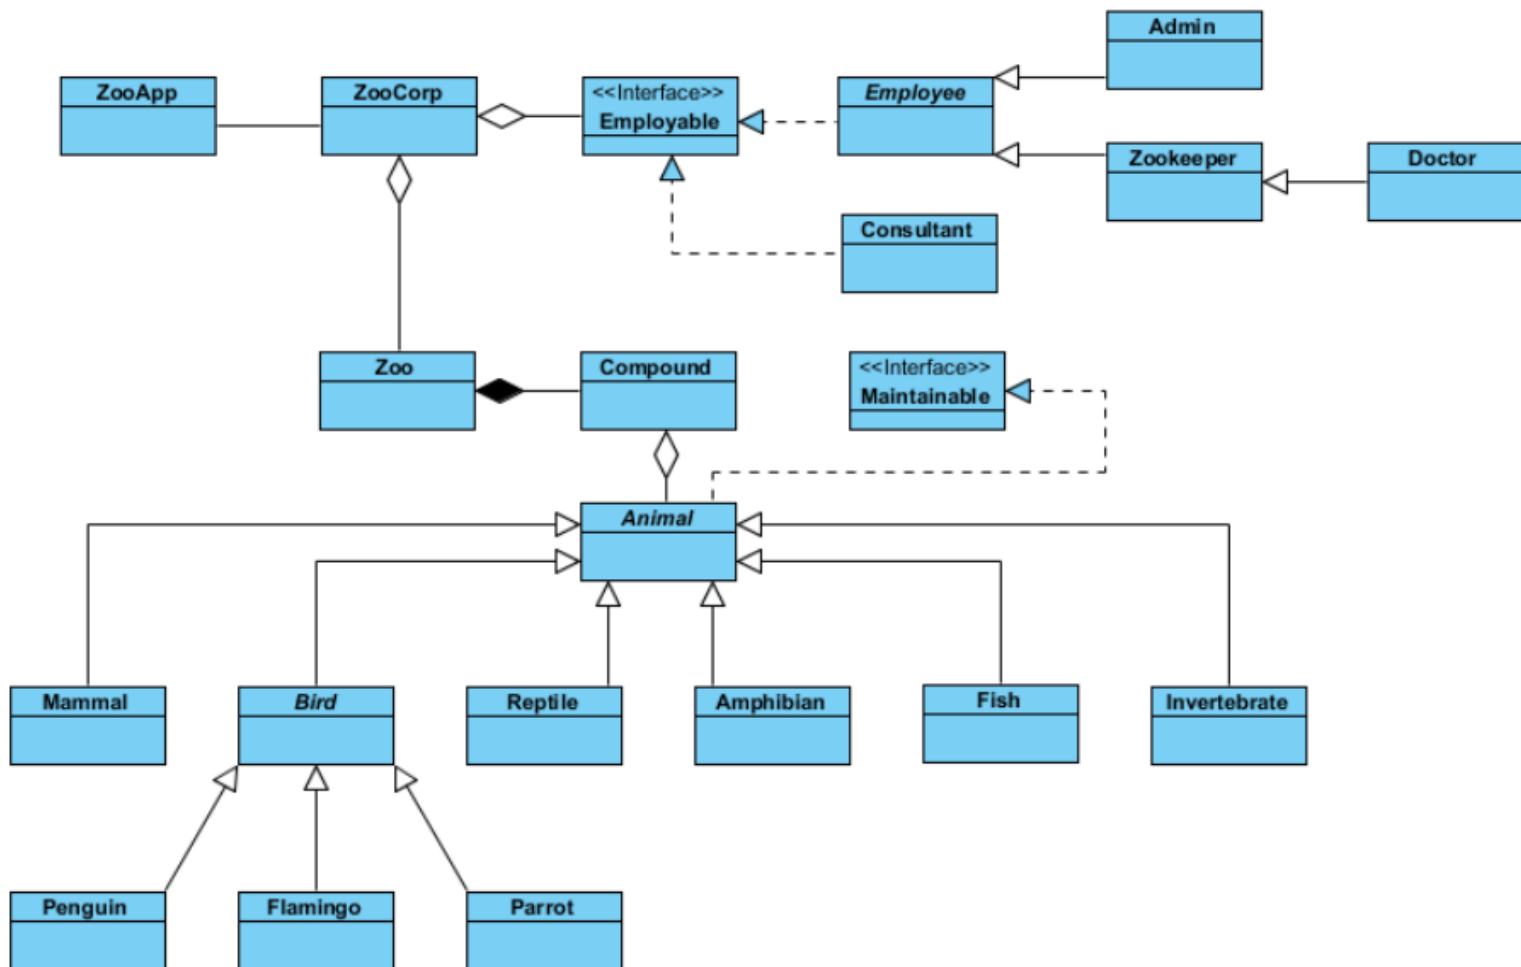 Admin
ZooApp
ZooCorp
<<Interface>>
Employable
Employee
Zookeeper
Doctor
Consultant
Zoo
Compound
<<Interface>>
Maintainable
Animal
Mammal
Bird
Reptile
Amphibian
Fish
Invertebrate
Penguin
Flamingo
Parrot